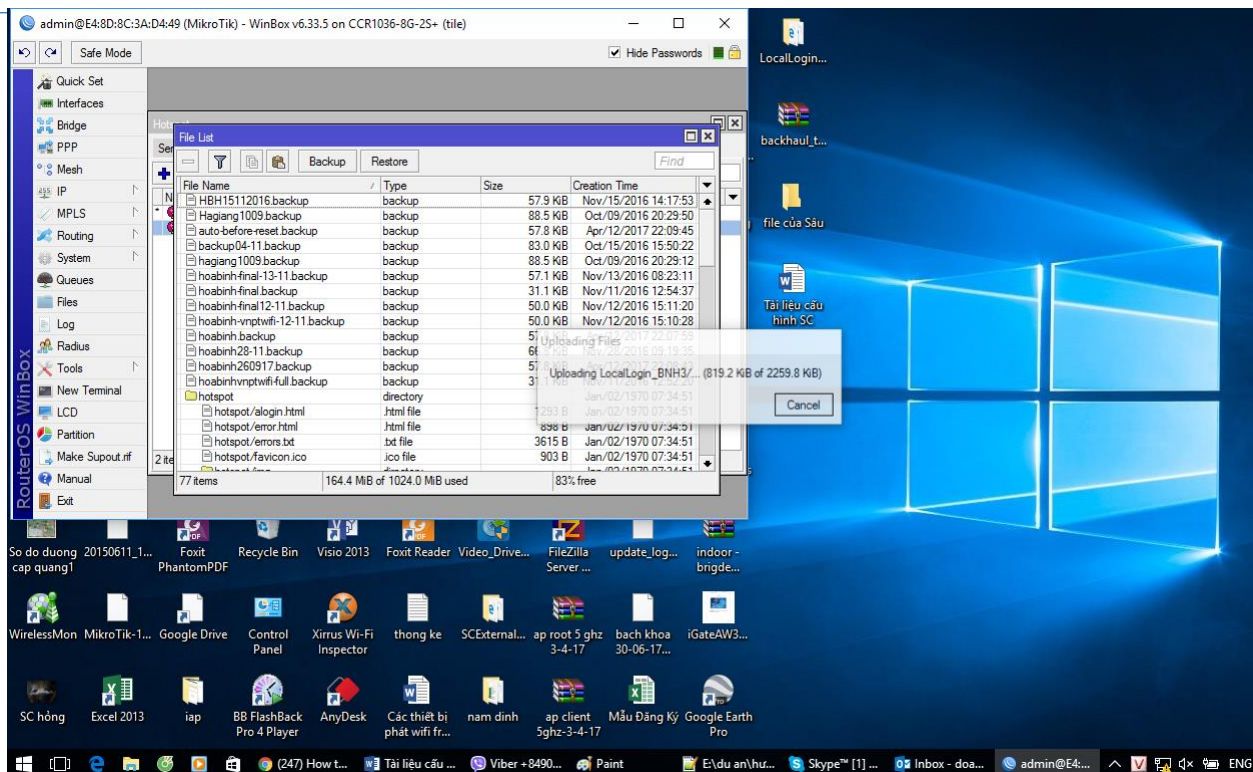 admin@E4:8D:8C:3A:D4:49 (MikroTik) - WinBox v6.33.5 on CCR1036-8G-2S+ (tile)
Safe Mode
Hide Passwords
Quick Set
Interfaces
Bridge
PPP
Mesh
IP
MPLS
Routing
System
Queues
Files
Log
Radius
Tools
New Terminal
LCD
Partition
Make Supout.rif
Manual
Exit
RouterOS WinBox
File List
Backup Restore Find
File Name Type Size Creation Time
HBH15112016.backup backup 57.9 KiB Nov/15/2016 14:17:53
Hagiang1009.backup backup 88.5 KiB Oct/09/2016 20:29:50
auto-before-reset.backup backup 57.8 KiB Apr/12/2017 22:09:45
backup04-11.backup backup 83.0 KiB Oct/15/2016 15:50:22
hagiang1009.backup backup 88.5 KiB Oct/09/2016 20:29:12
hoabinh-final-13-11.backup backup 57.1 KiB Nov/13/2016 08:23:11
hoabinh-final.backup backup 31.1 KiB Nov/11/2016 12:54:37
hoabinh-final12-11.backup backup 50.0 KiB Nov/12/2016 15:11:20
hoabinh-vnptwifi-12-11.backup backup 50.0 KiB Nov/12/2016 15:10:28
hoabinh.backup backup
hoabinh28-11.backup backup
hoabinh260917.backup backup
hoabinhvnptwifi-full.backup backup
hotspot directory Jan/02/1970 07:34:51
hotspot/alogin.html .html file 1293 B Jan/02/1970 07:34:51
hotspot/error.html .html file 898 B Jan/02/1970 07:34:51
hotspot/errors.txt .txt file 3615 B Jan/02/1970 07:34:51
hotspot/favicon.ico .ico file 903 B Jan/02/1970 07:34:51
77 items 164.4 MiB of 1024.0 MiB used 83% free
Uploading Files
Uploading LocalLogin_BNH3/... (819.2 KiB of 2259.8 KiB)
Cancel
LocalLogin...
backhaul_t...
file của Sâu
Tài liệu cấu
hình SC
So do duong
cap quang1
20150611_1...
Foxit
PhantomPDF
Recycle Bin
Visio 2013
Foxit Reader
Video_Drive...
FileZilla
Server ...
update_log...
indoor -
brigde...
WirelessMon
MikroTik-1...
Google Drive
Control
Panel
Xirrus Wi-Fi
Inspector
thong ke
SCExternal...
ap root 5 ghz
3-4-17
bach khoa
30-06-17...
iGateAW3...
SC hỏng
Excel 2013
iap
BB FlashBack
Pro 4 Player
AnyDesk
Các thiết bị
phát wifi fr...
nam dinh
ap client
5ghz-3-4-17
Mẫu Đăng Ký
Google Earth
Pro
(247) How t...
Tài liệu cấu ...
Viber +8490...
Paint
E:\du an\hư...
Skype™ [1] ...
Inbox - doa...
admin@E4:...
ENG